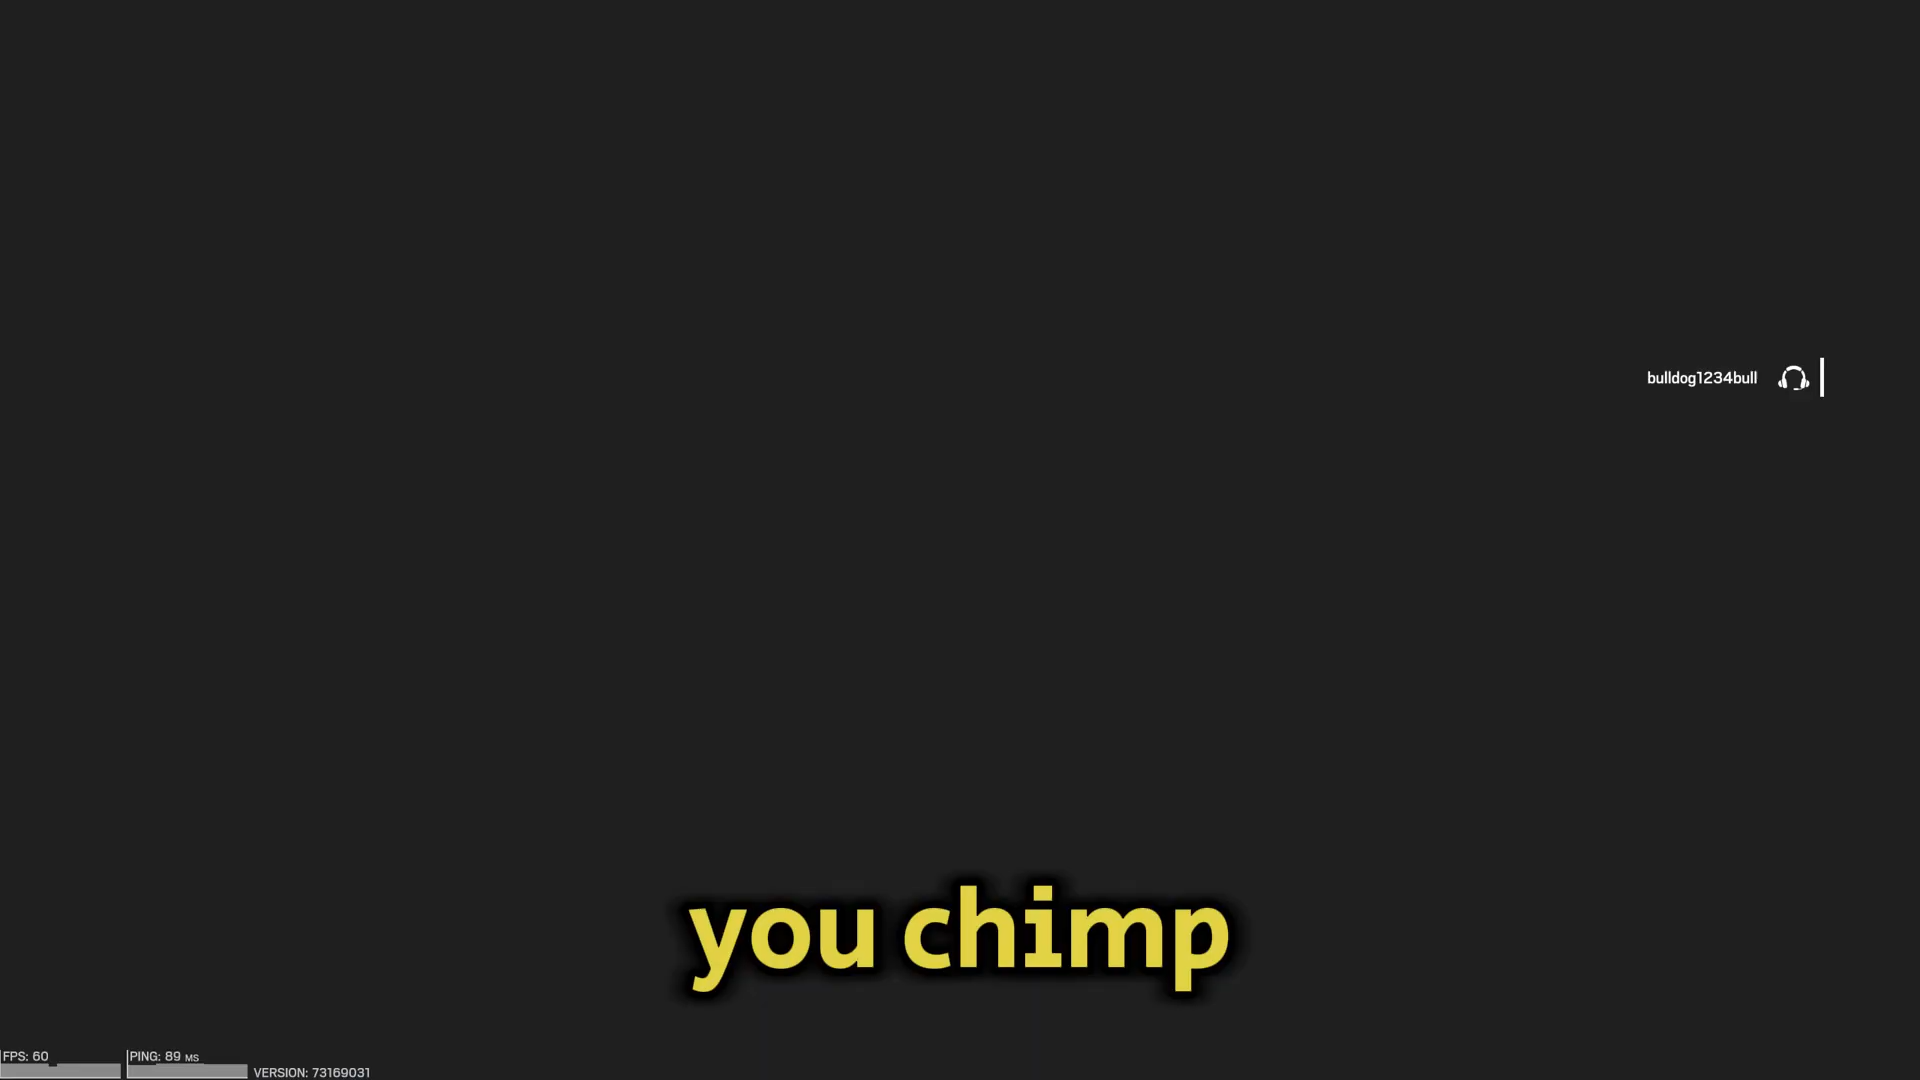 bulldog1234bull
you chimp
FPS: 60
PING: 89 MS
VERSION: 73169031